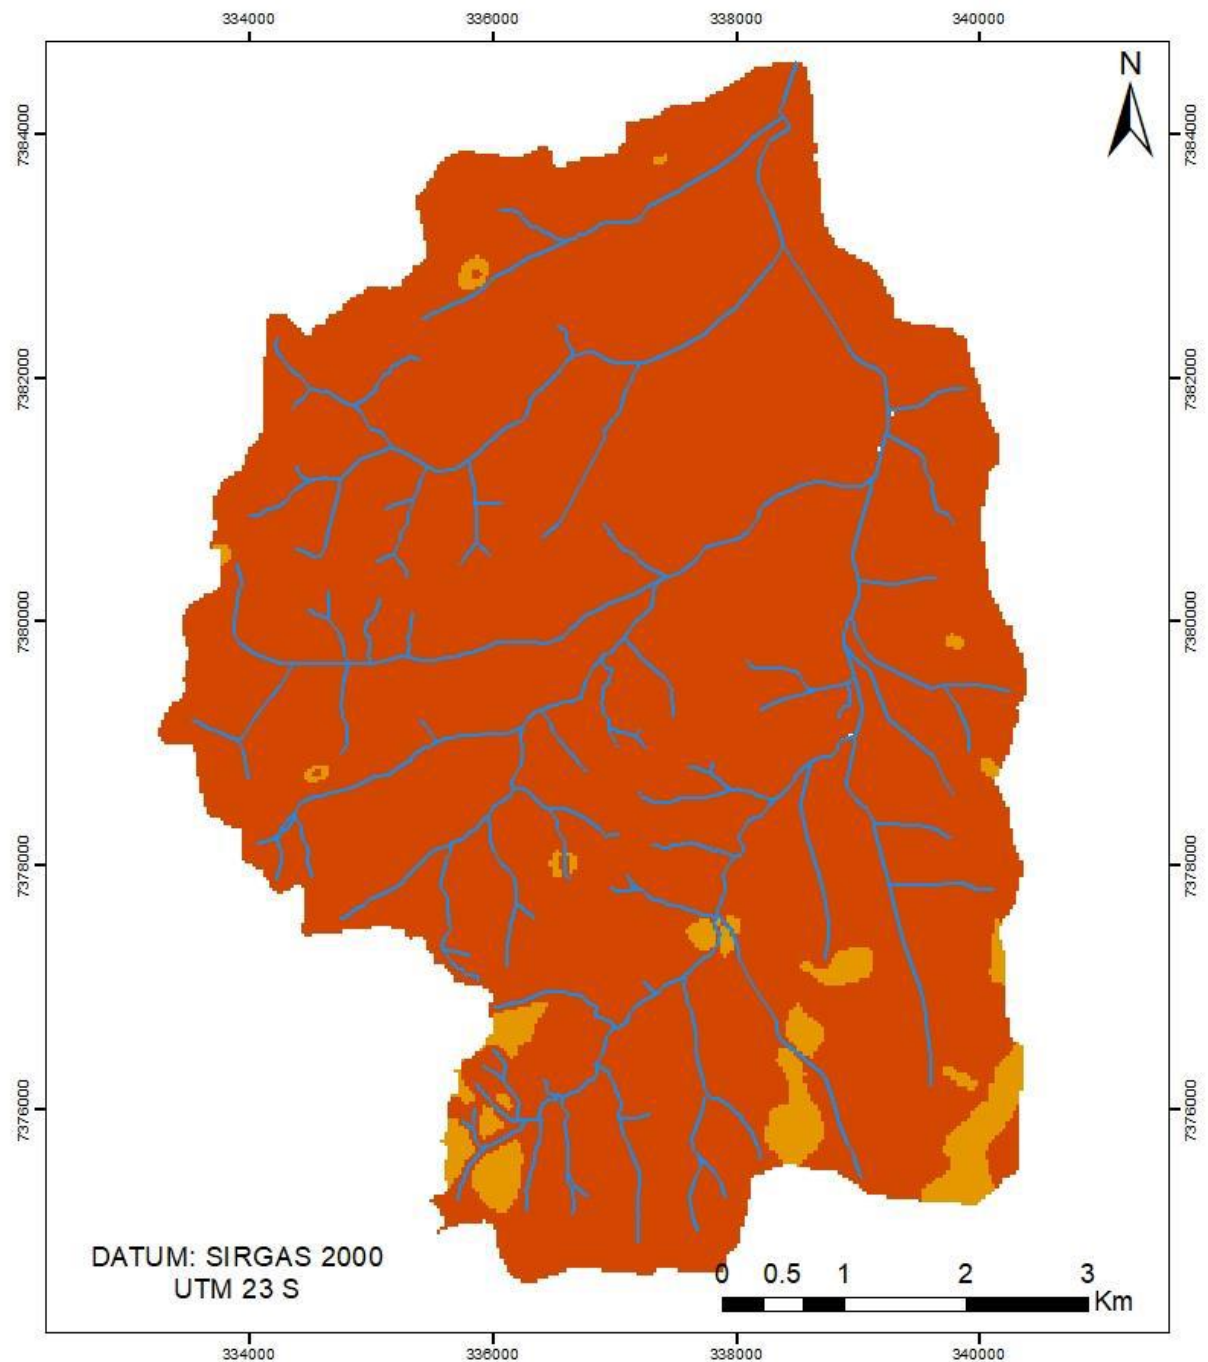 334000 336000 338000 340000
N
7384000 7384000
7382000 7382000
7380000 7380000
7378000 7378000
7376000 7376000
DATUM: SIRGAS 2000
UTM 23 S
0 0.5 1 2 3
Km
334000 336000 338000 340000